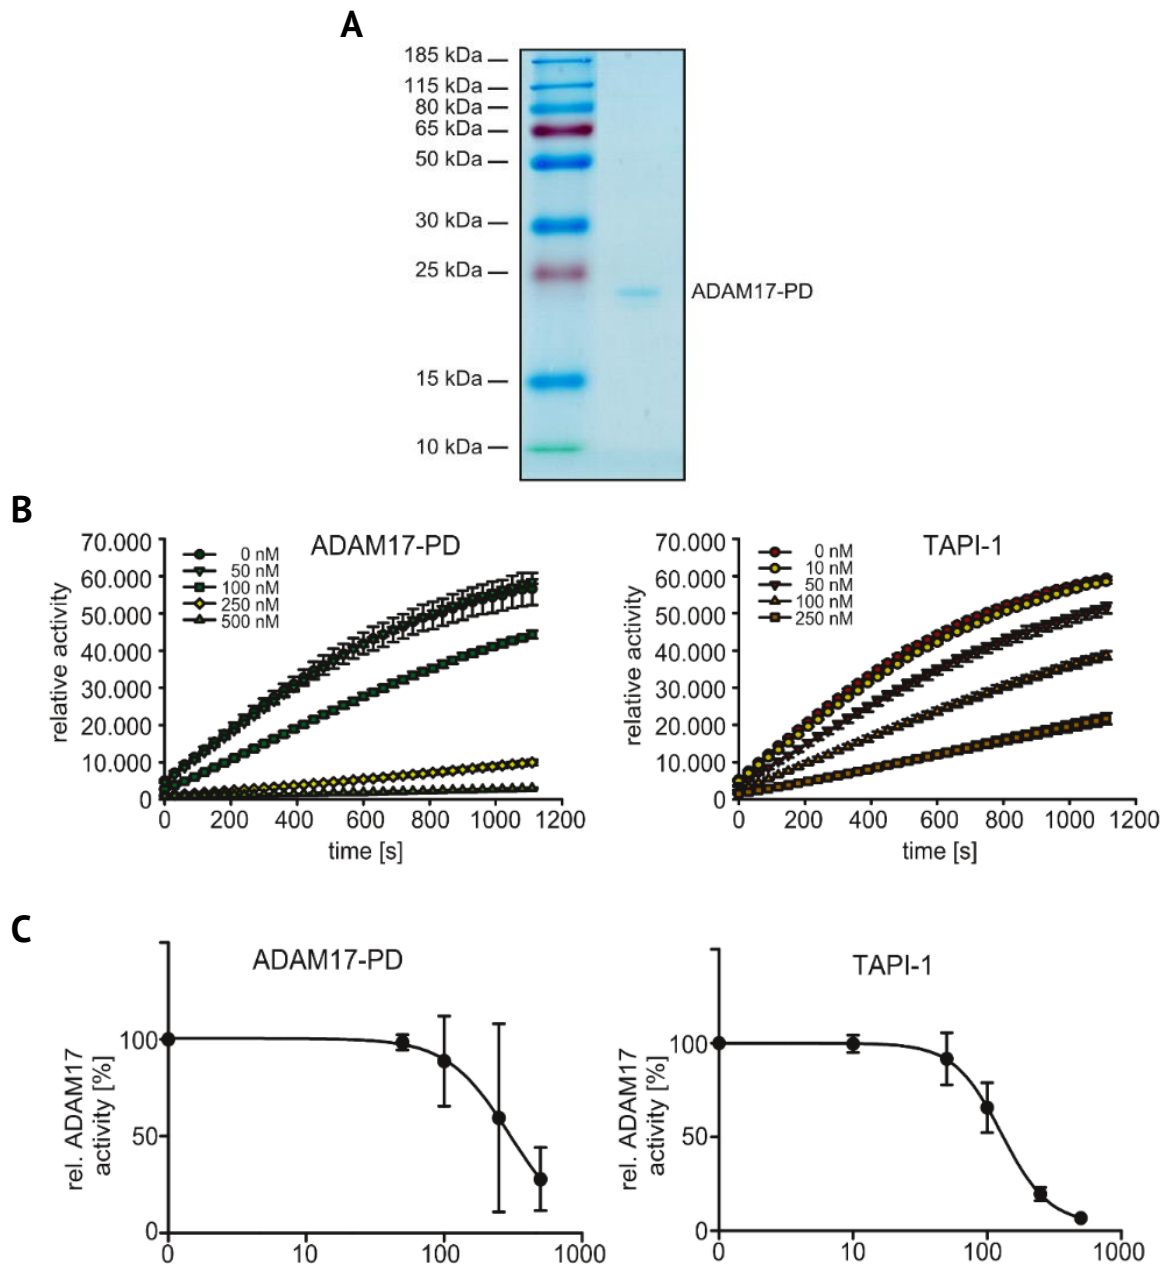 A
185 kDa
115 kDa
80 kDa
65 kDa
50 kDa
30 kDa
25 kDa
ADAM17-PD
15 kDa
10 kDa
B
ADAM17-PD
70.000
60.000
50.000
40.000
30.000
20.000
10.000
0
relative activity
0 nM
50 nM
100 nM
250 nM
500 nM
0 200 400 600 800 1000 1200
time [s]
TAPI-1
70.000
60.000
50.000
40.000
30.000
20.000
10.000
0
relative activity
0 nM
10 nM
50 nM
100 nM
250 nM
0 200 400 600 800 1000 1200
time [s]
C
ADAM17-PD
100
50
0
rel. ADAM17
activity [%]
0 10 100 1000
TAPI-1
100
50
0
rel. ADAM17
activity [%]
0 10 100 1000